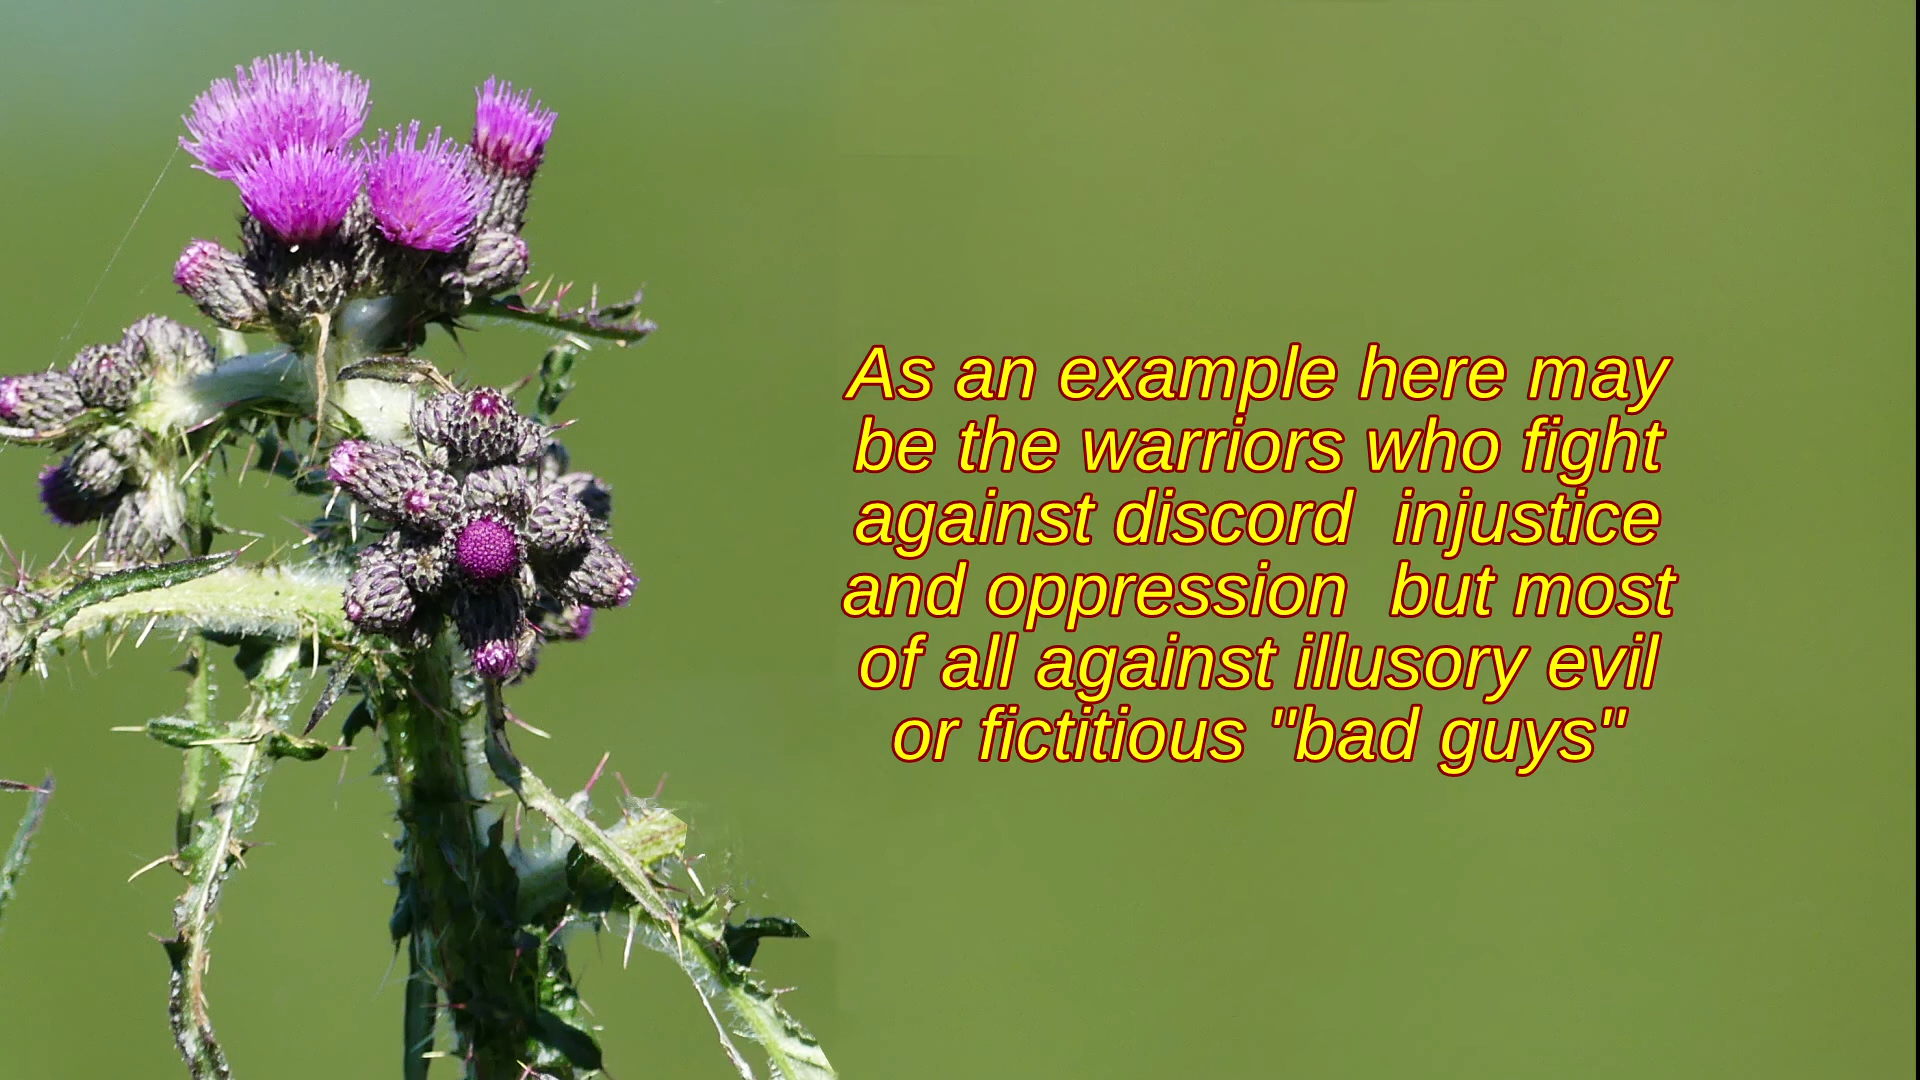 As an example here may
be the warriors who fight
against discord  injustice
and oppression  but most
of all against illusory evil
or fictitious "bad guys"